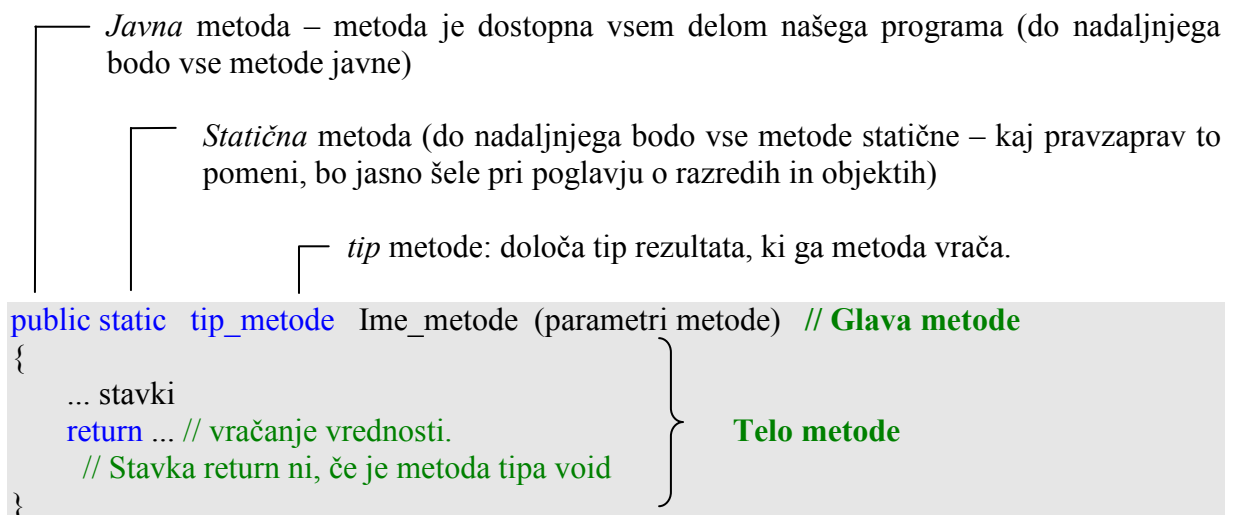 Javna metoda – metoda je dostopna vsem delom našega programa (do nadaljnjega
bodo vse metode javne)
Statična metoda (do nadaljnjega bodo vse metode statične – kaj pravzaprav to
pomeni, bo jasno šele pri poglavju o razredih in objektih)
tip metode: določa tip rezultata, ki ga metoda vrača.
public static tip_metode Ime_metode (parametri metode) // Glava metode
{
... stavki
return ... // vračanje vrednosti. Telo metode
// Stavka return ni, če je metoda tipa void
}